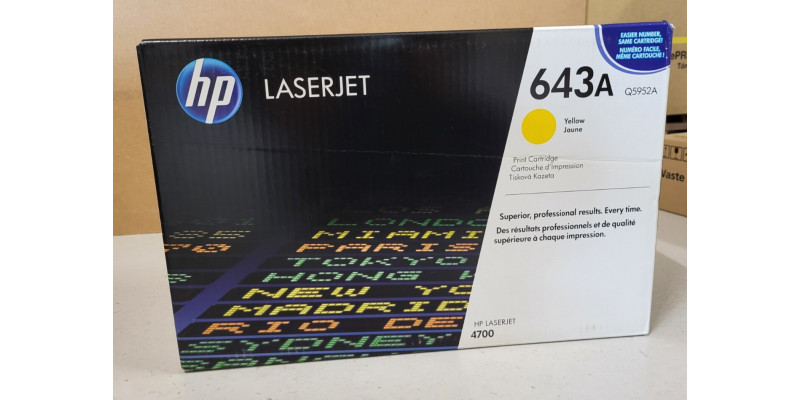 hp
LASERJET
EASIER NUMBER,
SAME CARTRIDGE!
NUMÉRO FACILE,
MÊME CARTOUCHE!
643A Q5952A
Yellow
Jaune
Print Cartridge
Cartouche d'Impression
Tisková Kazeta
Superior, professional results. Every time.
Des résultats professionnels et de qualité
supérieure à chaque impression.
LONDON
MIAMI
PARIS
TOKYO
HONG
NEW YORK
MADRID
RIO DE
SYDNEY
HP LASERJET
4700
Waste